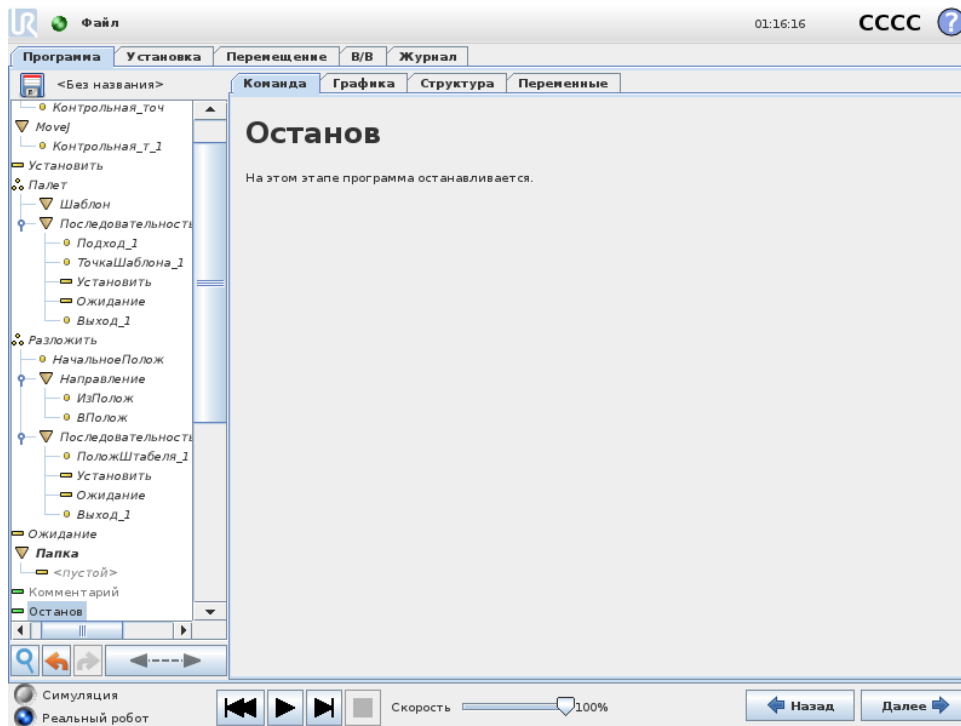 UR Файл 01:16:16 CCCC ?
Программа Установка Перемещение В/В Журнал
<Без названия> Команда Графика Структура Переменные
Контрольная_точ
MoveJ
Контрольная_т_1
Установить
Палет
Шаблон
Последовательность
Подход_1
ТочкаШаблона_1
Установить
Ожидание
Выход_1
Разложить
НачальноеПолож
Направление
ИзПолож
ВПолож
Последовательность
ПоложШтабеля_1
Установить
Ожидание
Выход_1
Ожидание
Папка
<пустой>
Комментарий
Останов
Останов
На этом этапе программа останавливается.
Симуляция
Реальный робот
Скорость 100%
Назад Далее